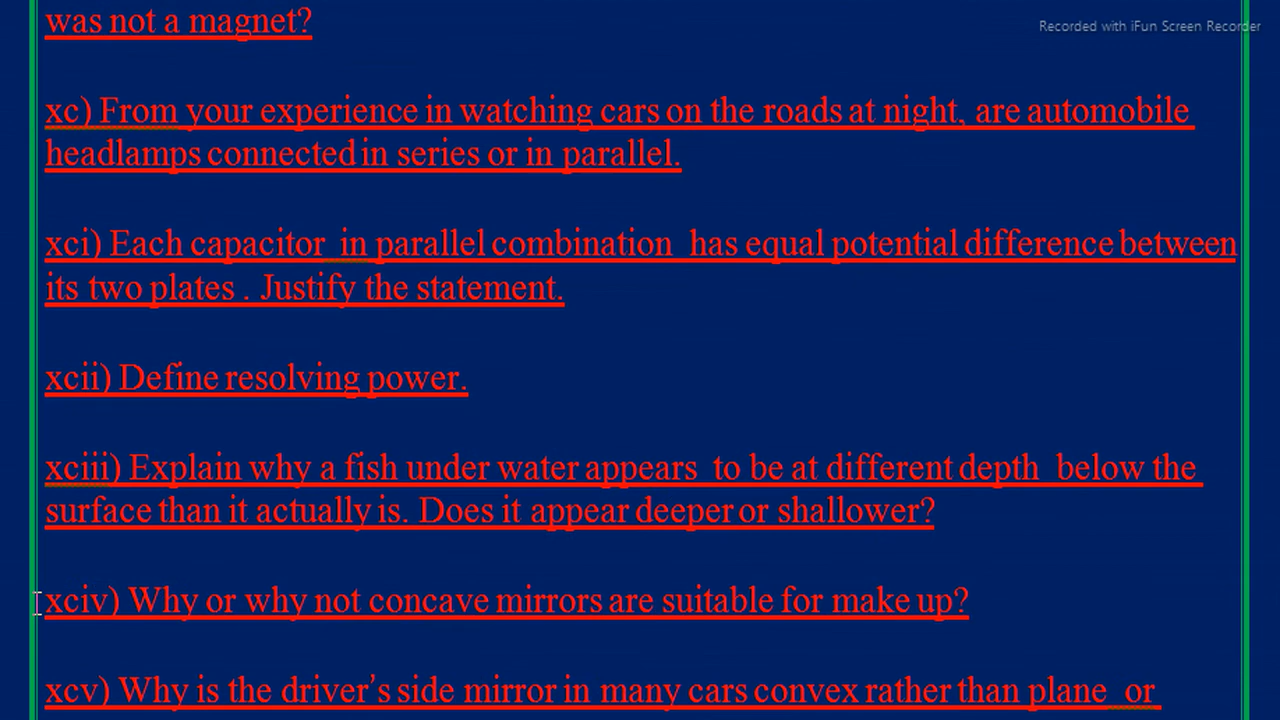 was not a magnet?
Recorded with iFun Screen Recorder
xc) From your experience in watching cars on the roads at night, are automobile
headlamps connected in series or in parallel.
xci) Each capacitor in parallel combination has equal potential difference between
its two plates . Justify the statement.
xcii) Define resolving power.
xciii) Explain why a fish under water appears to be at different depth below the
surface than it actually is. Does it appear deeper or shallower?
xciv) Why or why not concave mirrors are suitable for make up?
xcv) Why is the driver's side mirror in many cars convex rather than plane or